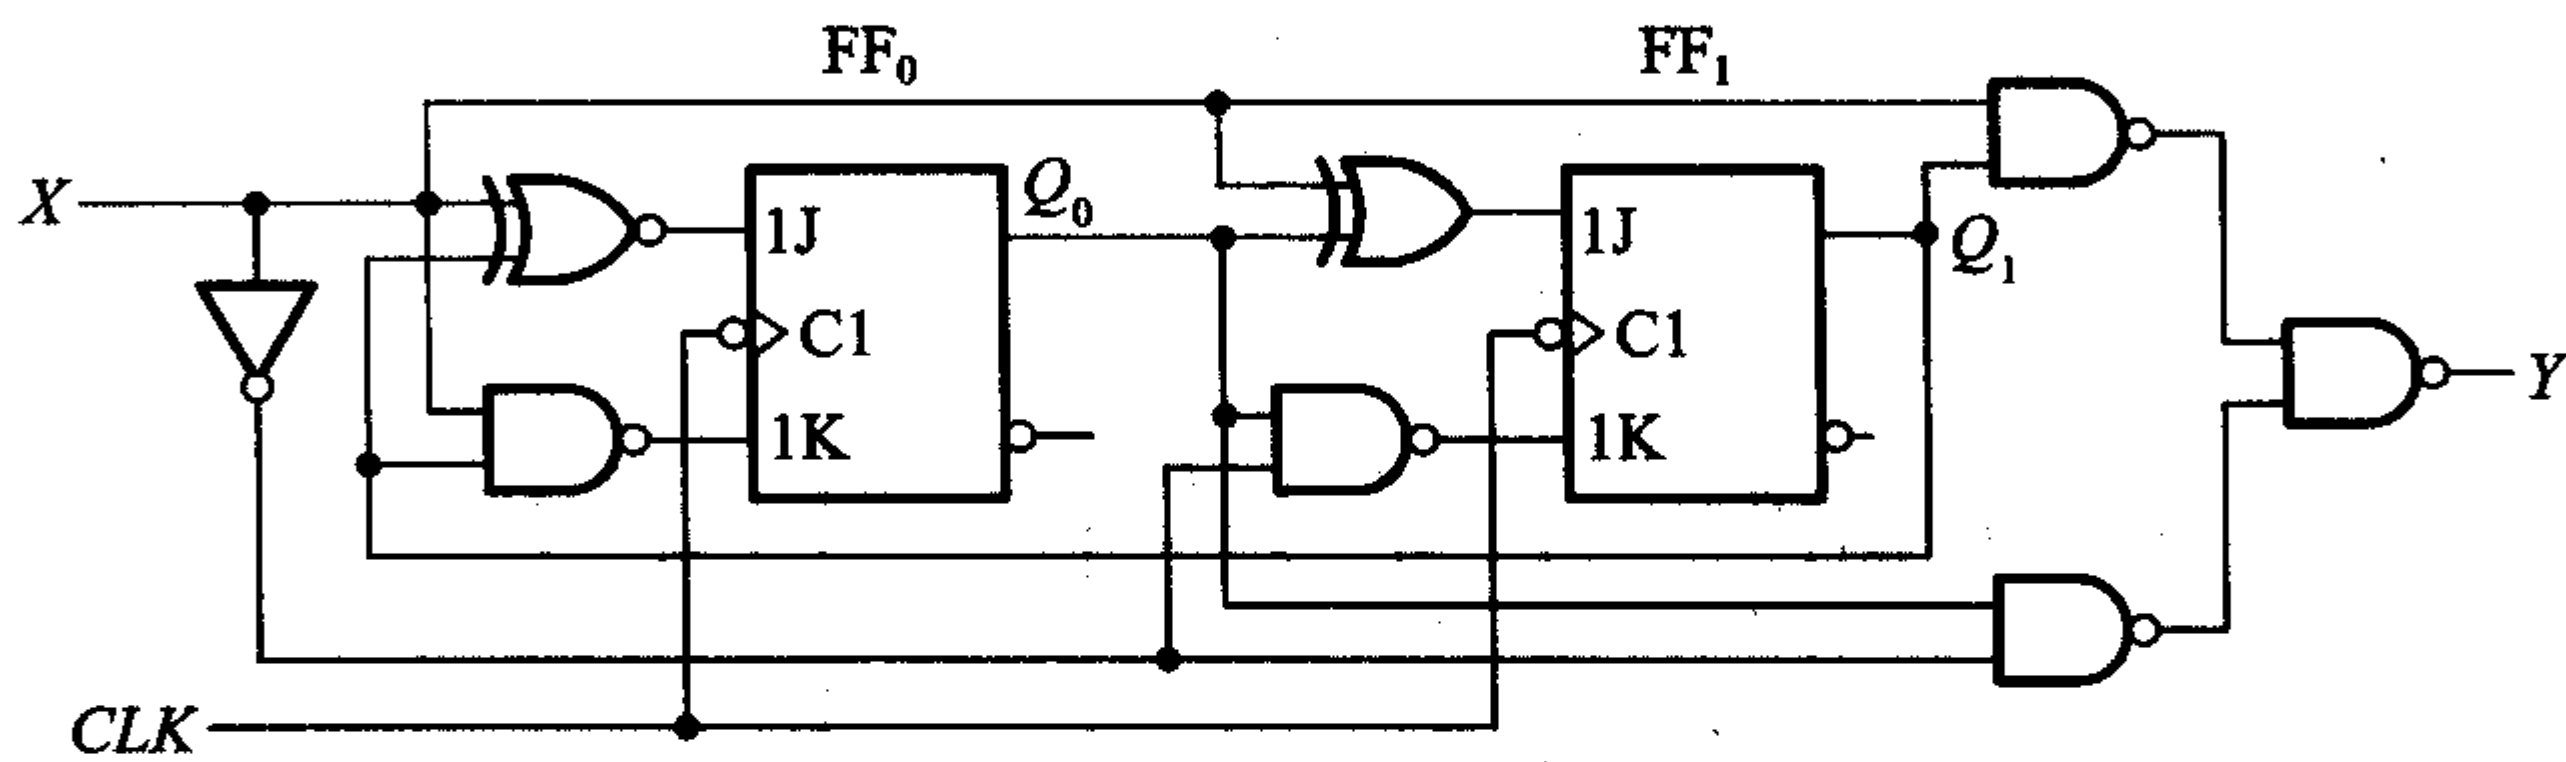 FF₀ FF₁
X Q₀
1J 1J Q₁
C1 C1
Y
1K 1K
CLK